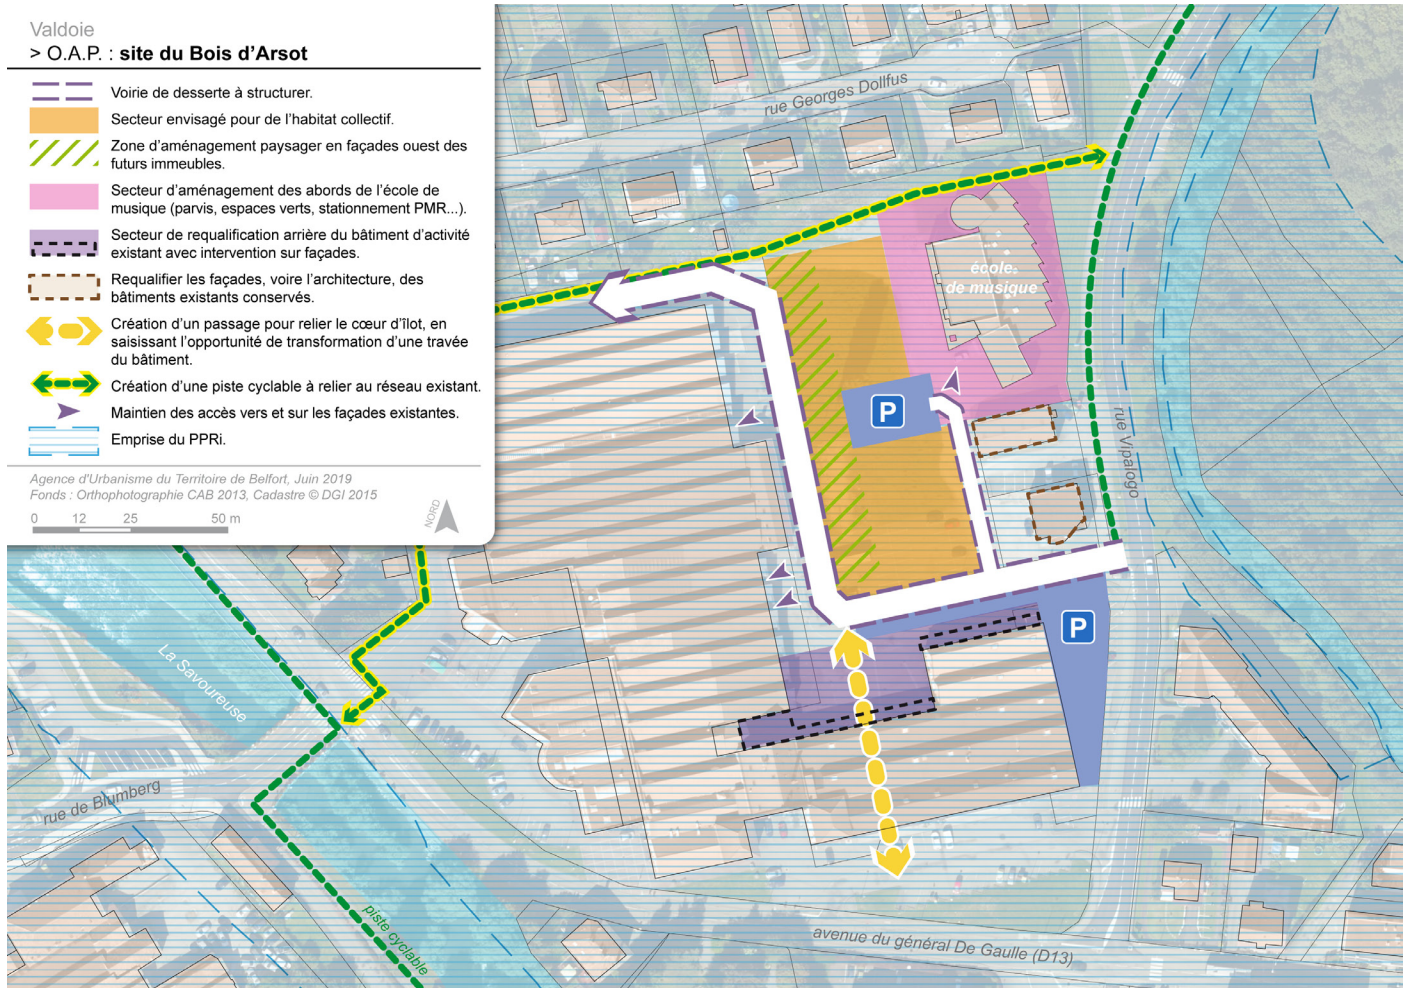 Valdoie
> O.A.P. : site du Bois d'Arsot
Voirie de desserte à structurer.
Secteur envisagé pour de l'habitat collectif.
Zone d'aménagement paysager en façades ouest des
futurs immeubles.
Secteur d'aménagement des abords de l'école de
musique (parvis, espaces verts, stationnement PMR...).
Secteur de requalification arrière du bâtiment d'activité
existant avec intervention sur façades.
Requalifier les façades, voire l'architecture, des
bâtiments existants conservés.
Création d'un passage pour relier le cœur d'îlot, en
saisissant l'opportunité de transformation d'une travée
du bâtiment.
Création d'une piste cyclable à relier au réseau existant.
Maintien des accès vers et sur les façades existantes.
Emprise du PPRi.
Agence d'Urbanisme du Territoire de Belfort, Juin 2019
Fonds : Orthophotographie CAB 2013, Cadastre © DGI 2015
0 12 25 50 m
NORD
rue Georges Dollfus
école
de musique
P
rue Vipalogo
P
La Savoureuse
rue de Blumberg
piste cyclable
avenue du général De Gaulle (D13)